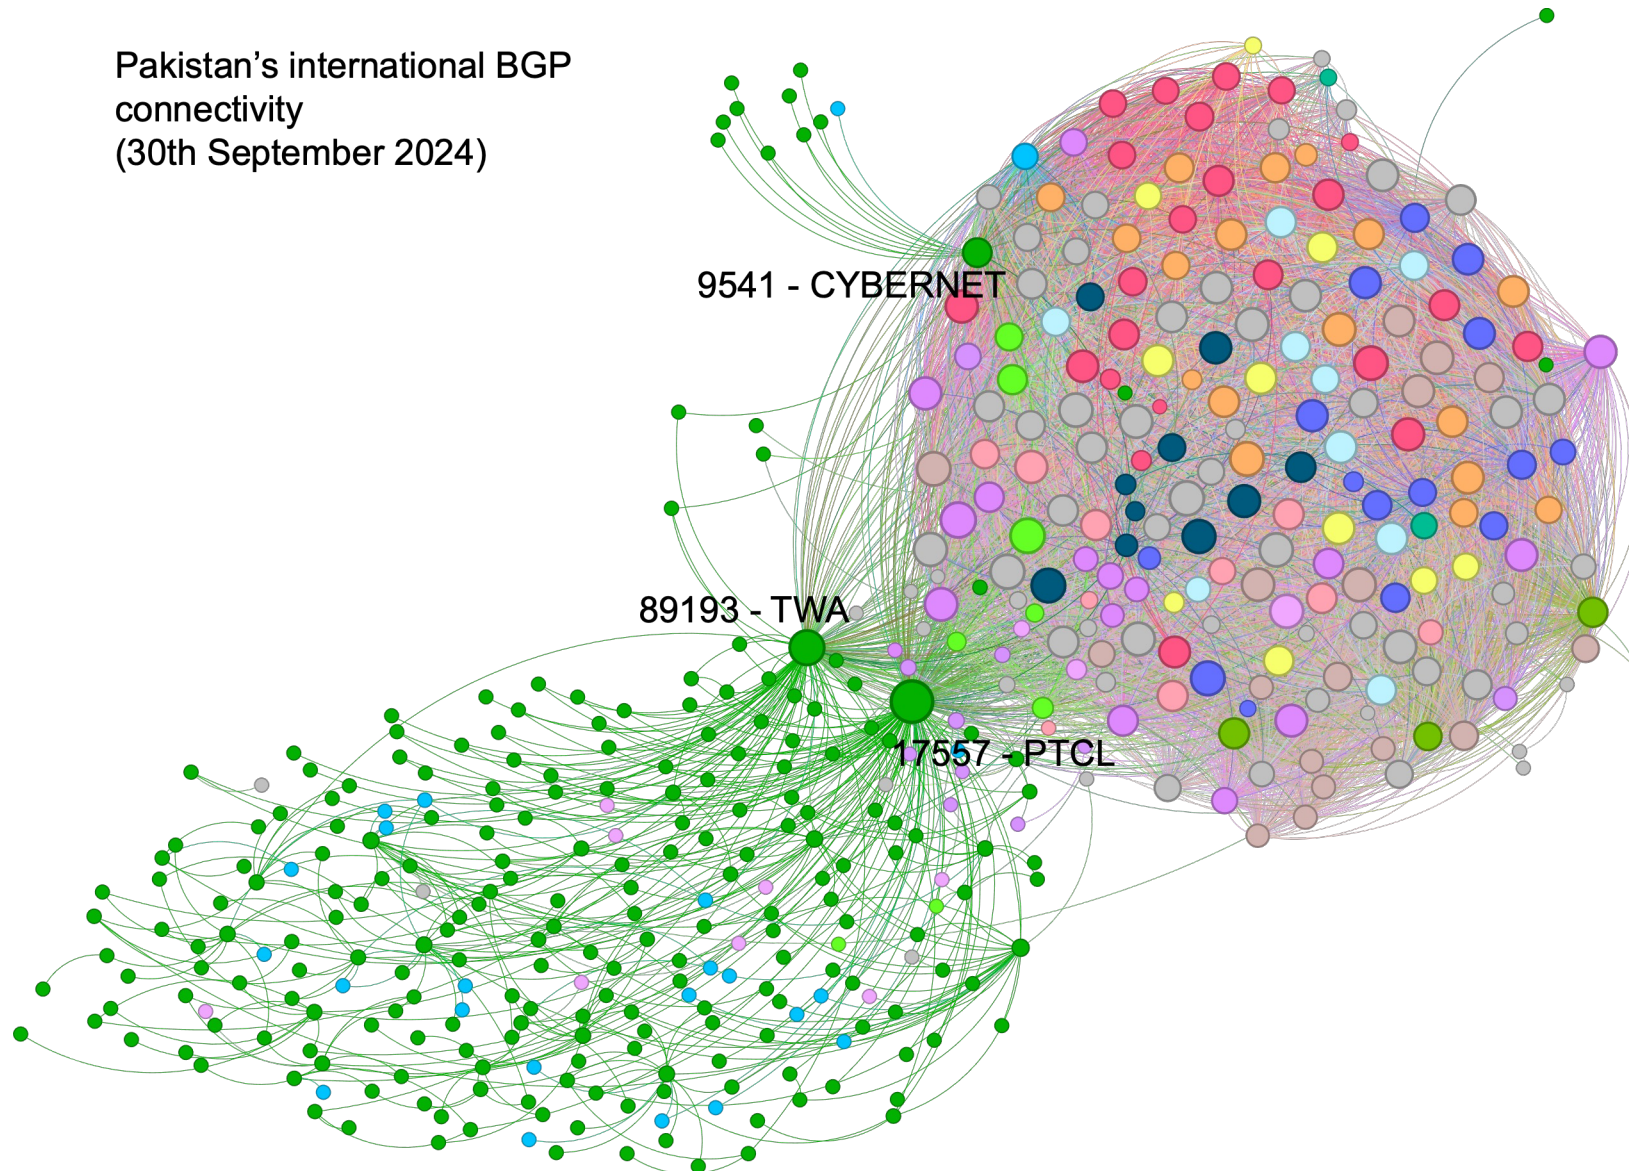 Pakistan’s international BGP
connectivity
(30th September 2024)
9541 - CYBERNET
89193 - TWA
17557 - PTCL